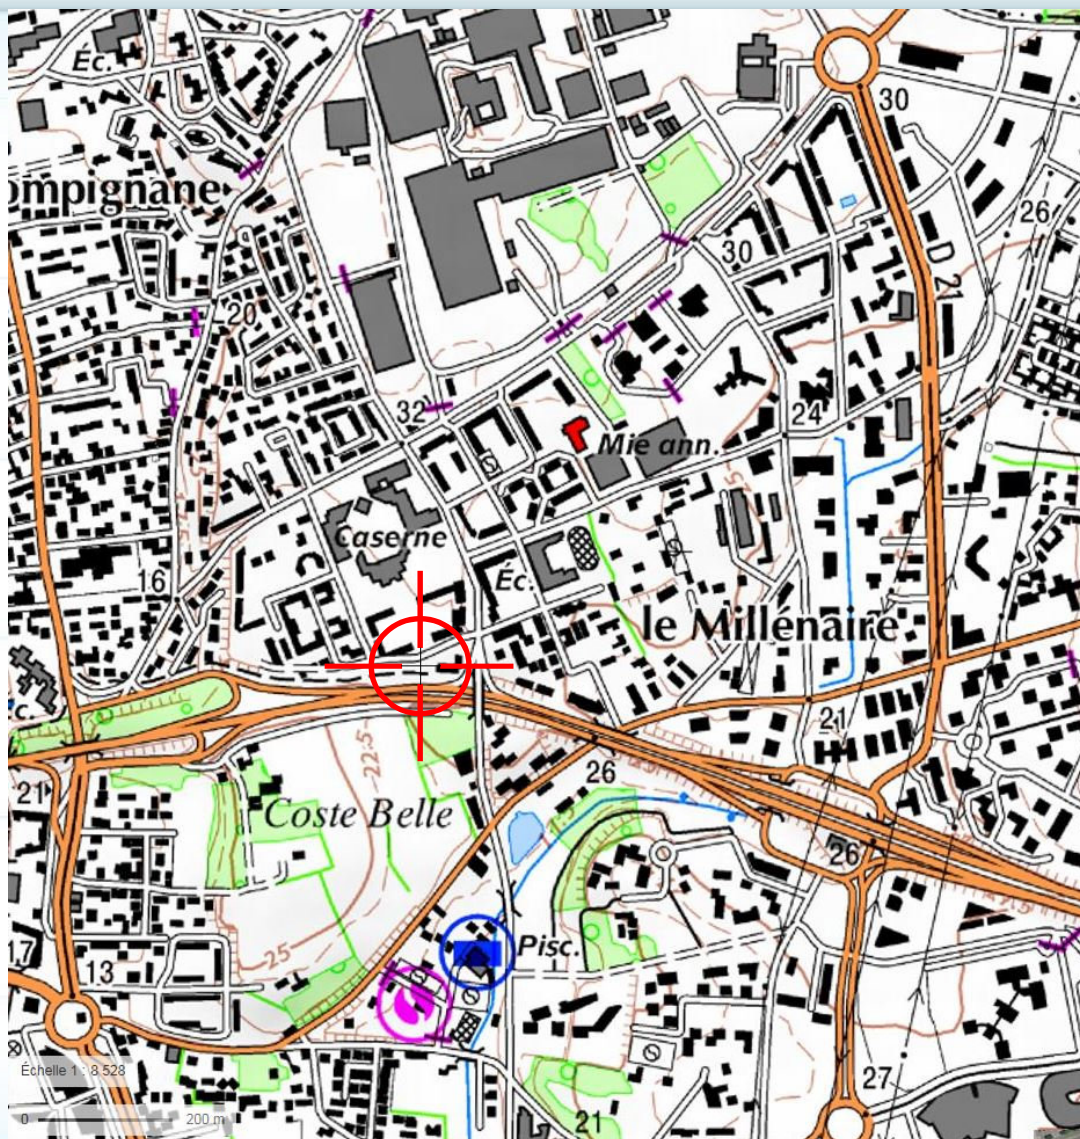 Éc.
30
ompignane
26
30
D 21
20
32
24
Mie ann.
Caserne
Éc.
16
le Millénaire
c.
21
22.5
26
21
Coste Belle
26
25
Pisc.
17
13
Échelle 1 : 8 528
27
0 200 m
21